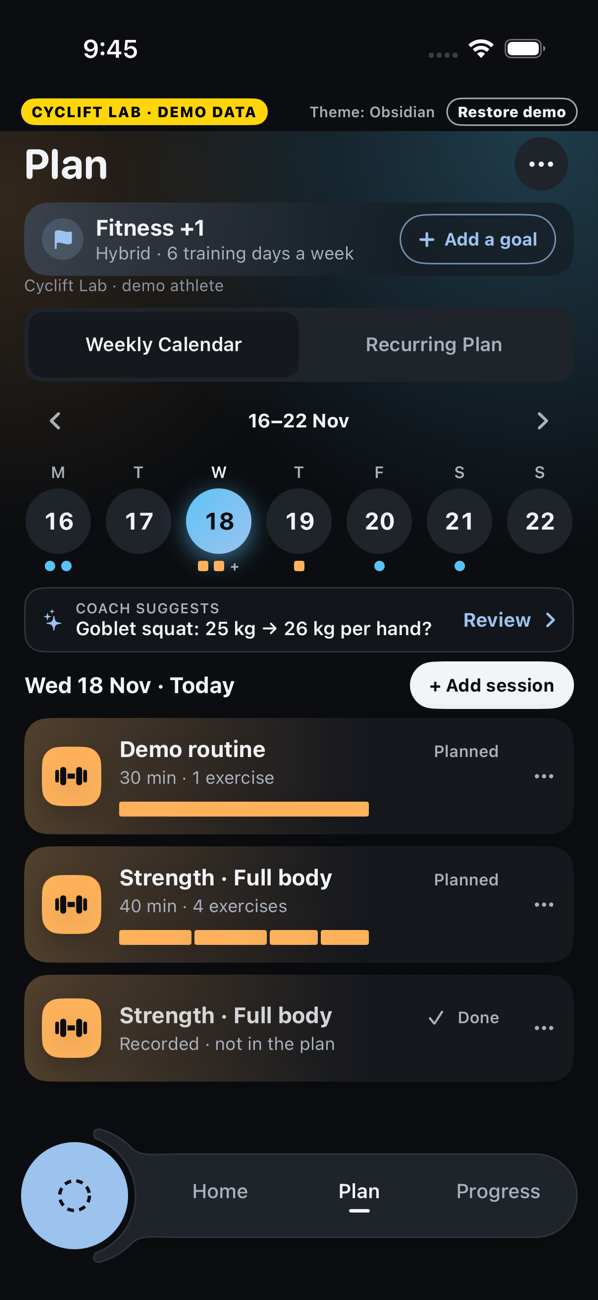 9:45
CYCLIFT LAB · DEMO DATA
Theme: Obsidian
Restore demo
Plan
Fitness +1
Hybrid · 6 training days a week
+ Add a goal
Cyclift Lab · demo athlete
Weekly Calendar
Recurring Plan
16–22 Nov
M T W T F S S
16 17 18 19 20 21 22
+
COACH SUGGESTS
Goblet squat: 25 kg → 26 kg per hand?
Review
Wed 18 Nov · Today
+ Add session
Demo routine
Planned
30 min · 1 exercise
Strength · Full body
Planned
40 min · 4 exercises
Strength · Full body
Done
Recorded · not in the plan
Home
Plan
Progress